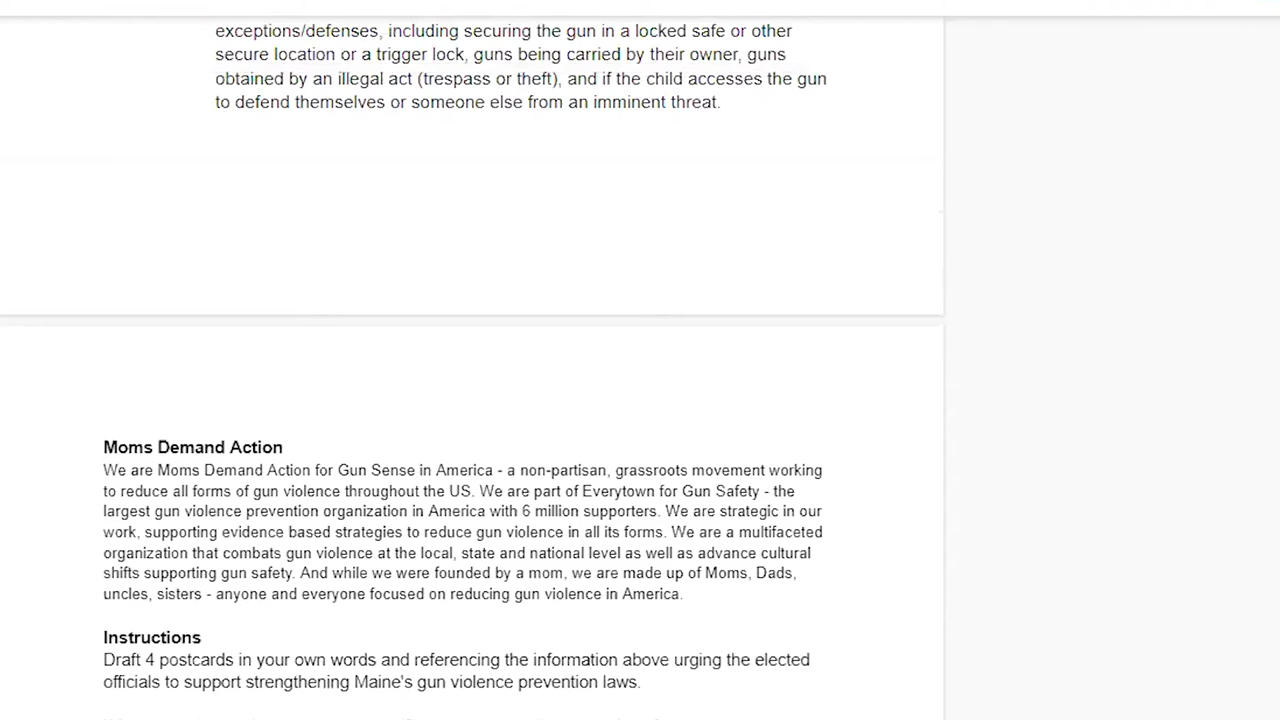 exceptions/defenses, including securing the gun in a locked safe or other
secure location or a trigger lock, guns being carried by their owner, guns
obtained by an illegal act (trespass or theft), and if the child accesses the gun
to defend themselves or someone else from an imminent threat.
Moms Demand Action
We are Moms Demand Action for Gun Sense in America - a non-partisan, grassroots movement working
to reduce all forms of gun violence throughout the US. We are part of Everytown for Gun Safety - the
largest gun violence prevention organization in America with 6 million supporters. We are strategic in our
work, supporting evidence based strategies to reduce gun violence in all its forms. We are a multifaceted
organization that combats gun violence at the local, state and national level as well as advance cultural
shifts supporting gun safety. And while we were founded by a mom, we are made up of Moms, Dads,
uncles, sisters - anyone and everyone focused on reducing gun violence in America.
Instructions
Draft 4 postcards in your own words and referencing the information above urging the elected
officials to support strengthening Maine's gun violence prevention laws.